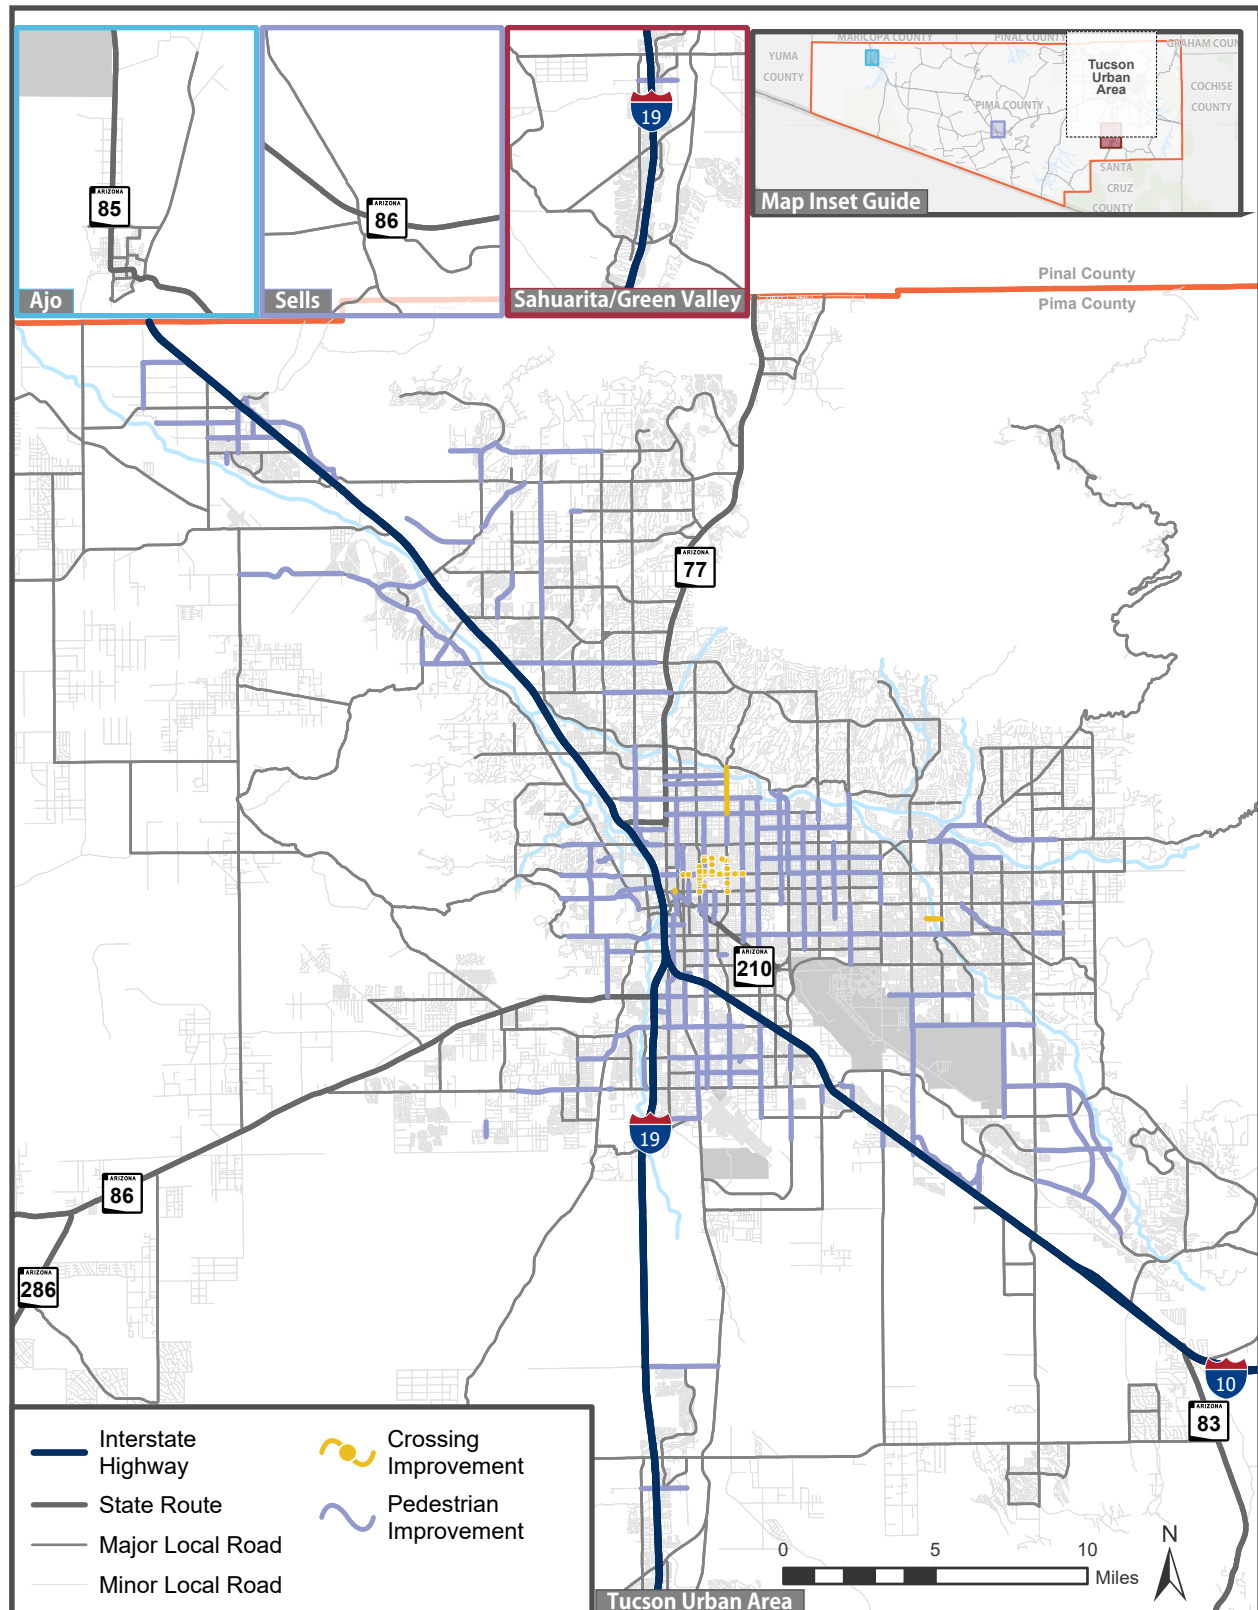 ARIZONA
85
Ajo
ARIZONA
86
Sells
19
Sahuarita/Green Valley
MARICOPA COUNTY
PINAL COUNTY
GRAHAM COUN
YUMA
COUNTY
Tucson
Urban
Area
COCHISE
COUNTY
PIMA COUNTY
SANTA
CRUZ
COUNTY
Map Inset Guide
Pinal County
Pima County
ARIZONA
77
ARIZONA
210
19
ARIZONA
86
ARIZONA
286
10
ARIZONA
83
Interstate
Highway
State Route
Major Local Road
Minor Local Road
Crossing
Improvement
Pedestrian
Improvement
0 5 10
Miles
N
Tucson Urban Area